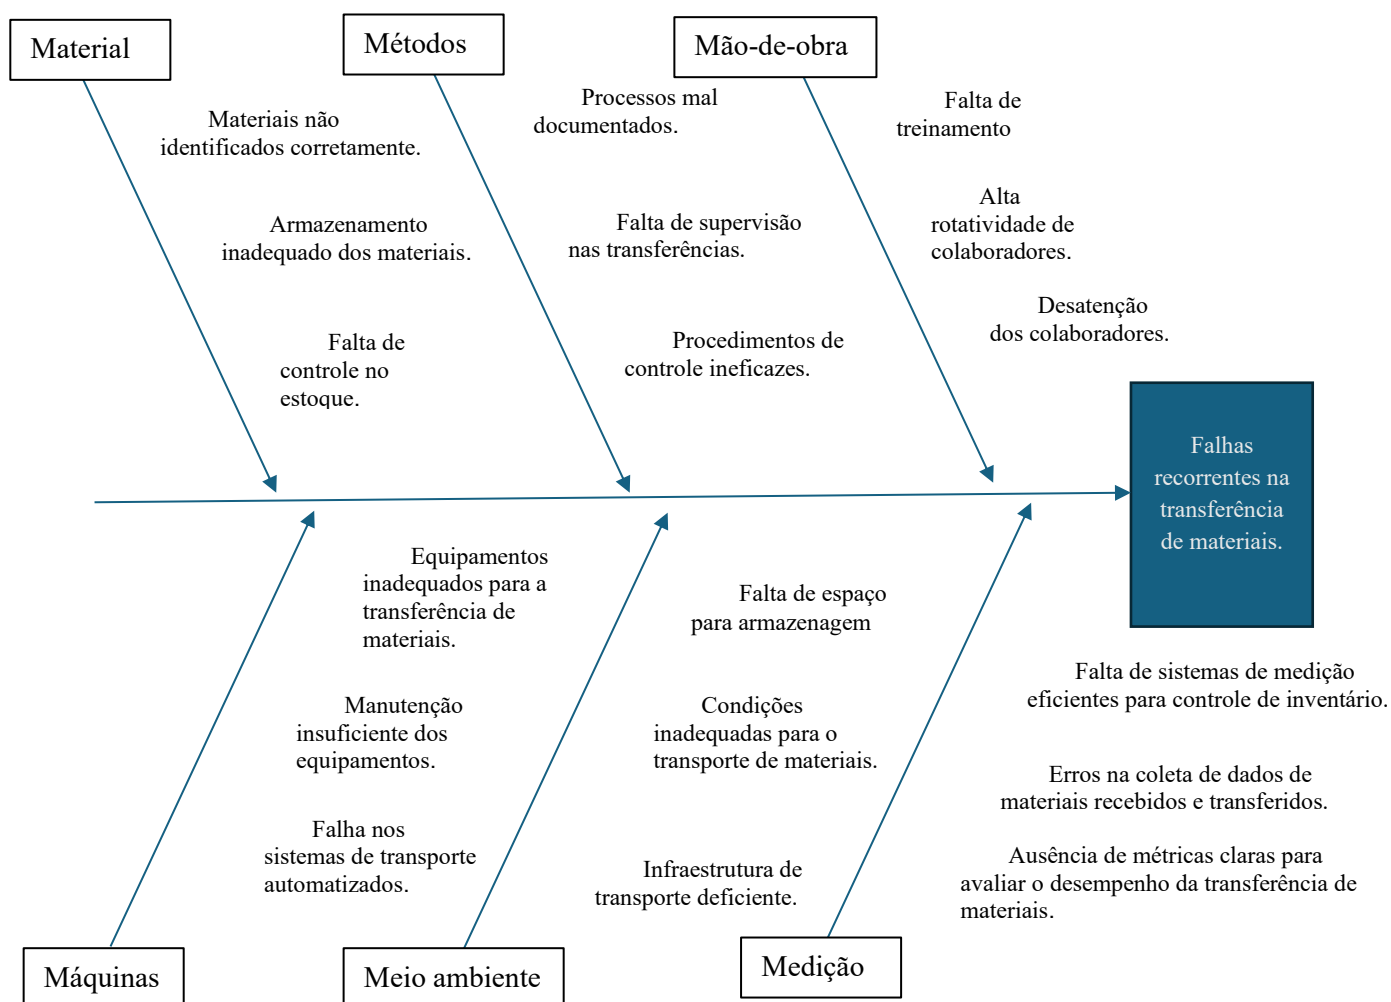 Material
Métodos
Mão-de-obra
Materiais não
identificados corretamente.
Armazenamento
inadequado dos materiais.
Falta de
controle no
estoque.
Processos mal
documentados.
Falta de supervisão
nas transferências.
Procedimentos de
controle ineficazes.
Falta de
treinamento
Alta
rotatividade de
colaboradores.
Desatenção
dos colaboradores.
Falhas
recorrentes na
transferência
de materiais.
Equipamentos
inadequados para a
transferência de
materiais.
Manutenção
insuficiente dos
equipamentos.
Falha nos
sistemas de transporte
automatizados.
Falta de espaço
para armazenagem
Condições
inadequadas para o
transporte de materiais.
Infraestrutura de
transporte deficiente.
Falta de sistemas de medição
eficientes para controle de inventário.
Erros na coleta de dados de
materiais recebidos e transferidos.
Ausência de métricas claras para
avaliar o desempenho da transferência de
materiais.
Máquinas
Meio ambiente
Medição